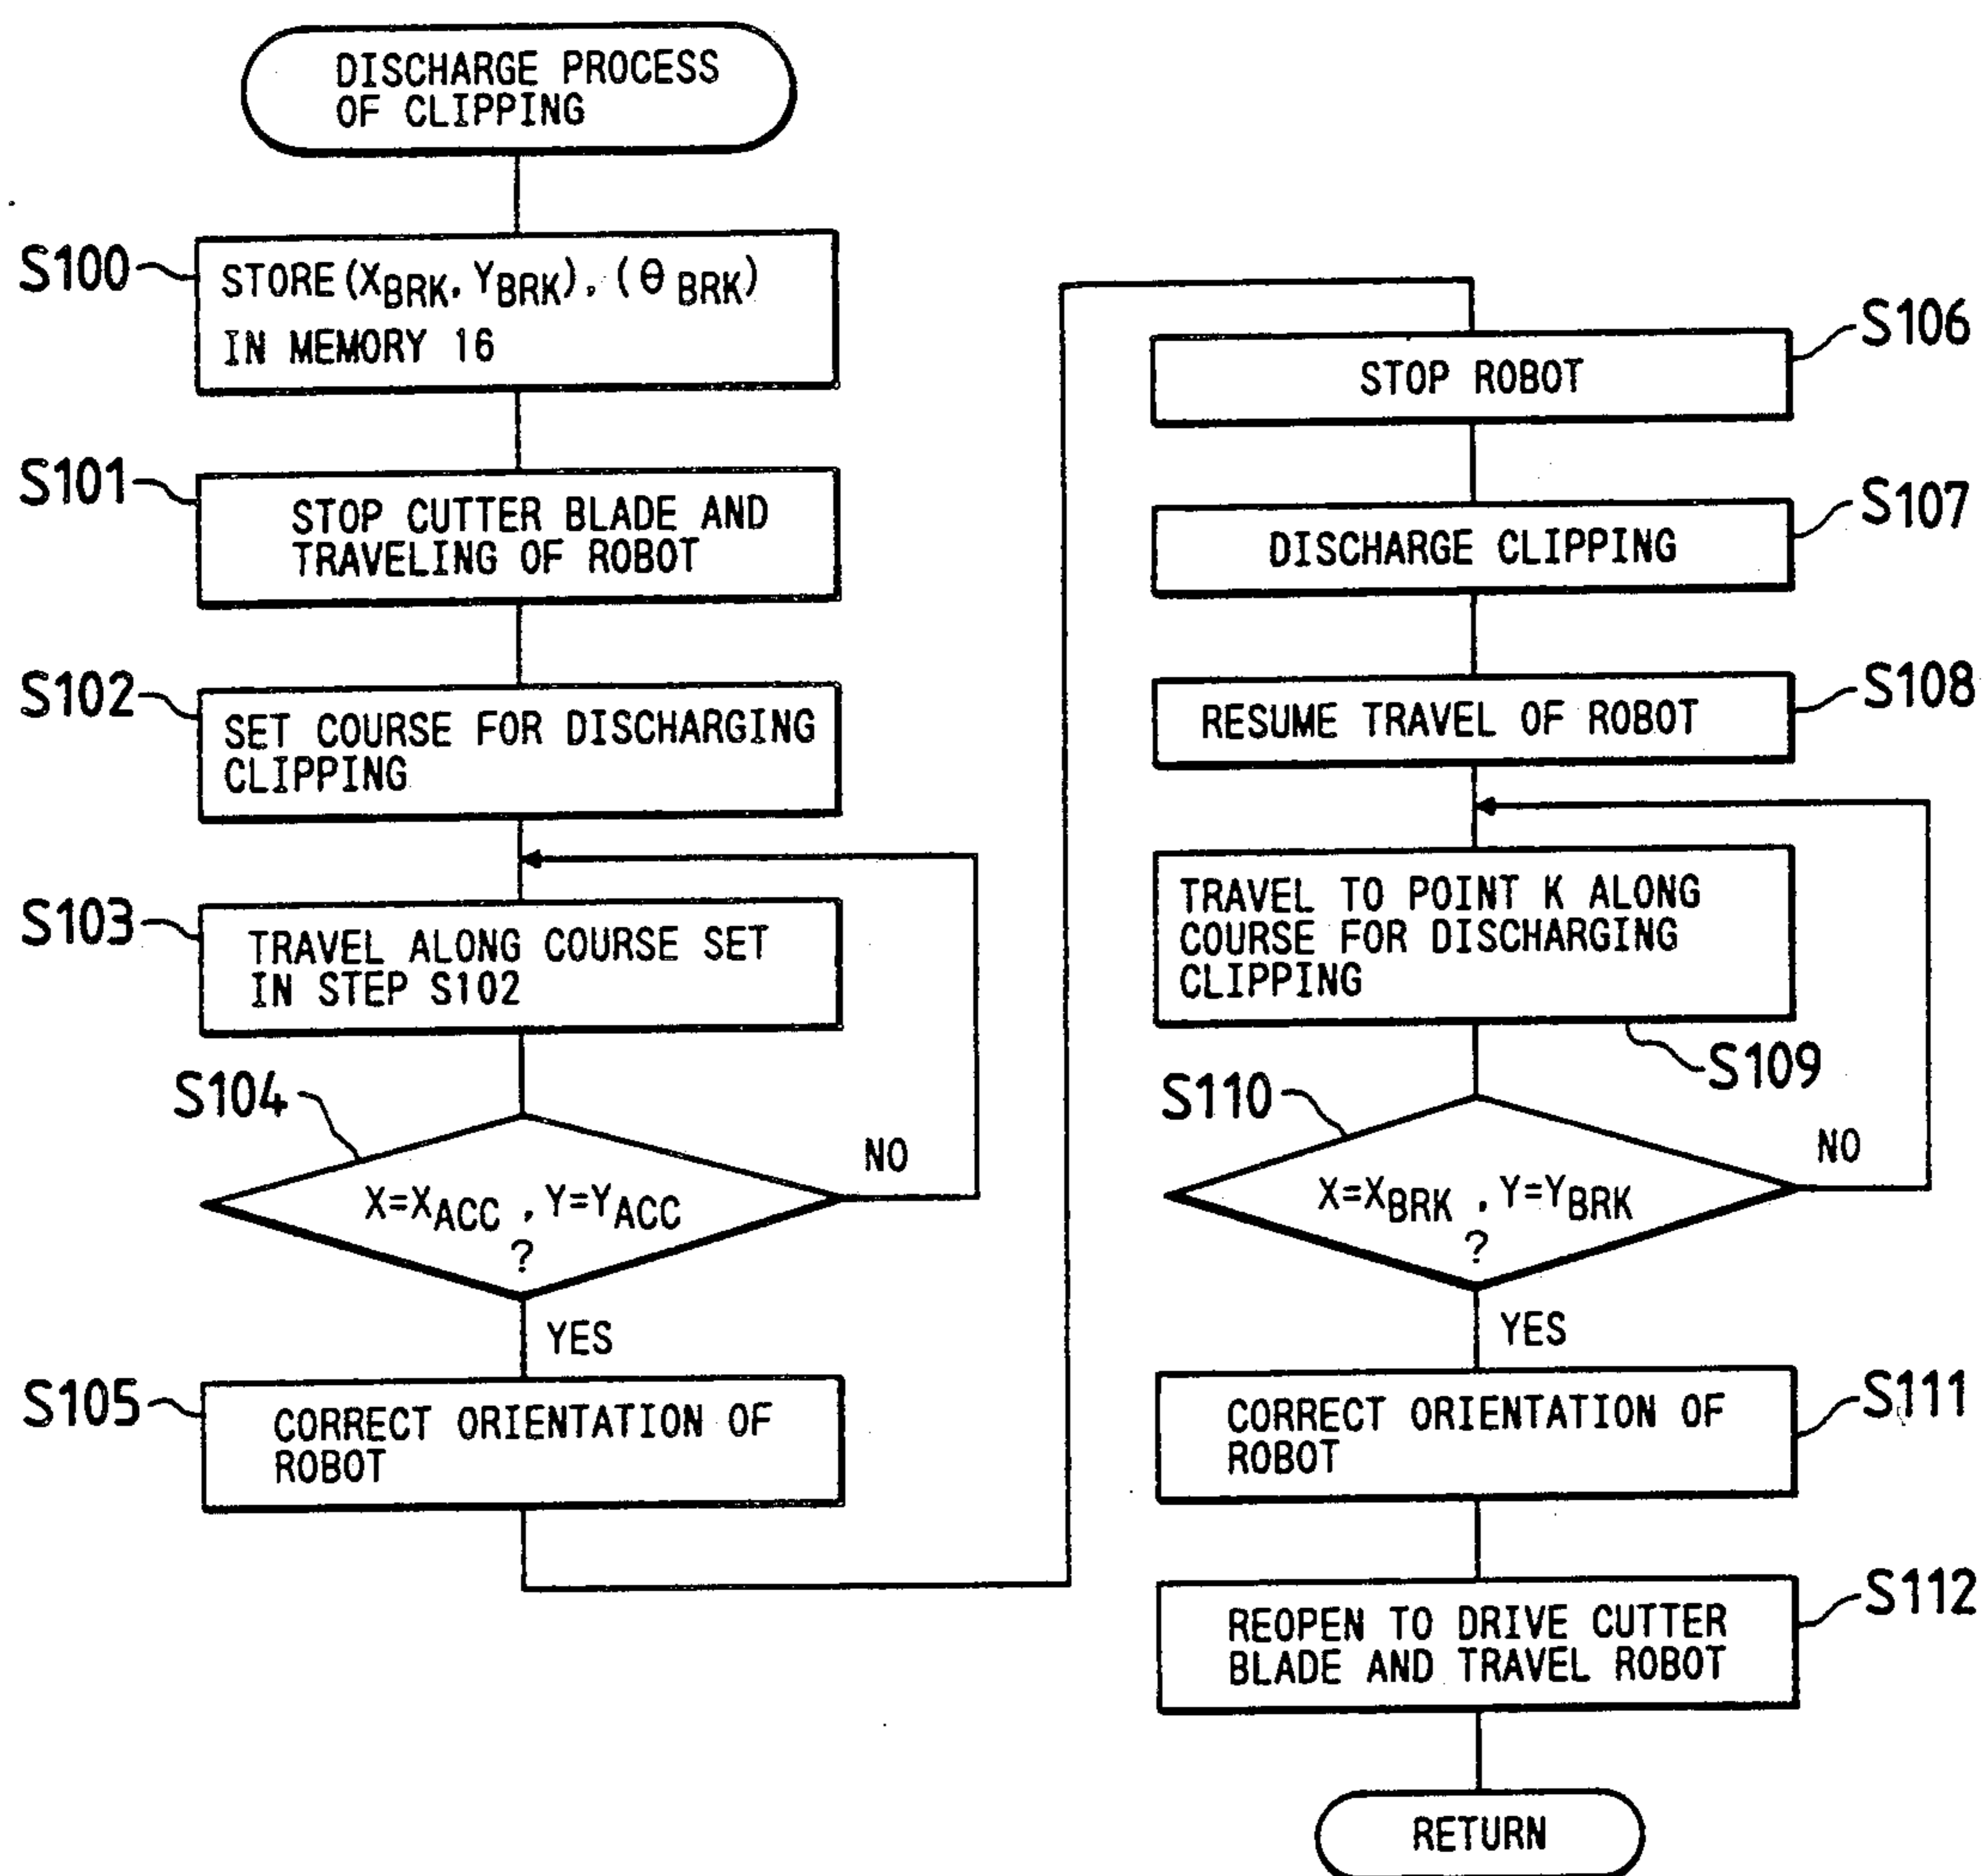 DISCHARGE PROCESS
OF CLIPPING
S100
STORE (XBRK, YBRK), (θBRK)
IN MEMORY 16
S101
STOP CUTTER BLADE AND
TRAVELING OF ROBOT
S102
SET COURSE FOR DISCHARGING
CLIPPING
S103
TRAVEL ALONG COURSE SET
IN STEP S102
S104
NO
X=XACC , Y=YACC
?
YES
S105
CORRECT ORIENTATION OF
ROBOT
S106
STOP ROBOT
S107
DISCHARGE CLIPPING
S108
RESUME TRAVEL OF ROBOT
TRAVEL TO POINT K ALONG
COURSE FOR DISCHARGING
CLIPPING
S109
S110
NO
X=XBRK , Y=YBRK
?
YES
S111
CORRECT ORIENTATION OF
ROBOT
S112
REOPEN TO DRIVE CUTTER
BLADE AND TRAVEL ROBOT
RETURN